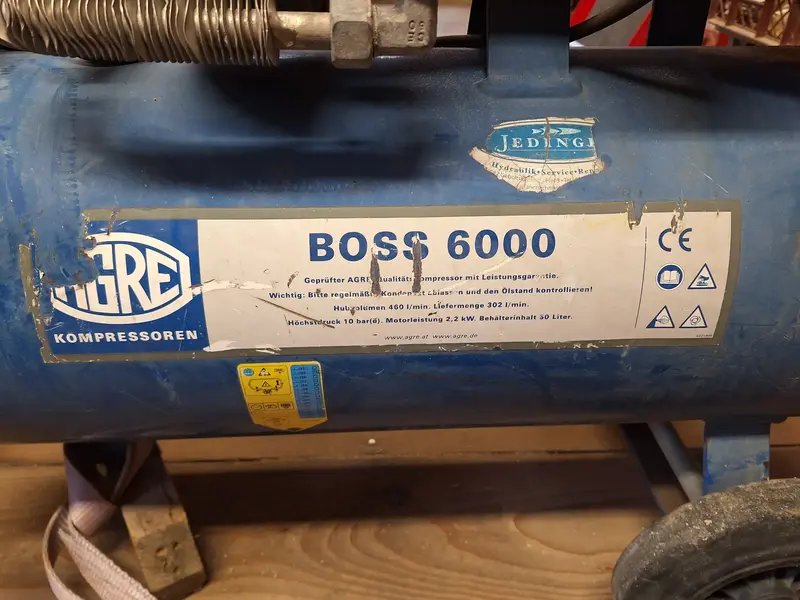 JEDINGE
Hydraulik • Service • Ren
AGRE
KOMPRESSOREN
BOSS 6000
Geprüfter AGRE Qualitätskompressor mit Leistungsgarantie.
Wichtig: Bitte regelmäßig Kondensat ablassen und den Ölstand kontrollieren!
Hubvolumen 460 l/min. Liefermenge 302 l/min.
Höchstdruck 10 bar(ü). Motorleistung 2,2 kW. Behälterinhalt 50 Liter.
www.agre.at www.agre.de
CE